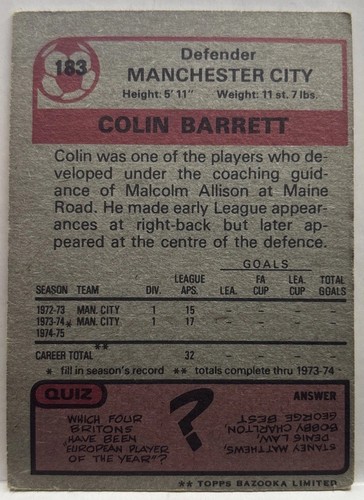 183
Defender
MANCHESTER CITY
Height: 5' 11" Weight: 11 st. 7 lbs.
COLIN BARRETT
Colin was one of the players who de-
veloped under the coaching guid-
ance of Malcolm Allison at Maine
Road. He made early League appear-
ances at right-back but later ap-
peared at the centre of the defence.
GOALS
LEAGUE FA LEA. TOTAL
SEASON TEAM DIV. APS. LEA. CUP CUP GOALS
1972-73 MAN. CITY 1 15 – – – –
1973-74 MAN. CITY 1 17 – – – –
1974-75 *
**
CAREER TOTAL 32 – – – –
* fill in season's record ** totals complete thru 1973-74
QUIZ
WHICH FOUR
BRITONS
HAVE BEEN
"EUROPEAN PLAYER
OF THE YEAR"?
?
ANSWER
STANLEY MATTHEWS,
DENIS LAW,
BOBBY CHARLTON,
GEORGE BEST
** TOPPS BAZOOKA LIMITED